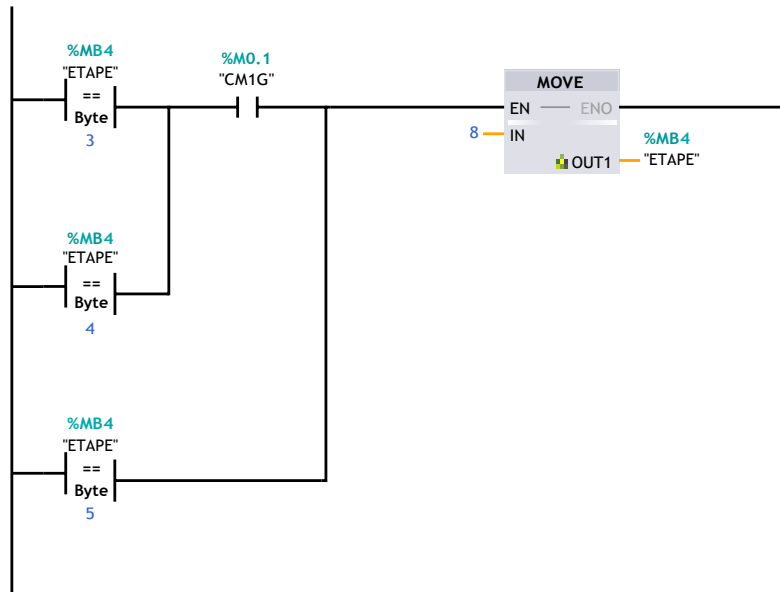 %MB4
"ETAPE"
==
Byte
3
%M0.1
"CM1G"
MOVE
EN
ENO
8
IN
OUT1
%MB4
"ETAPE"
%MB4
"ETAPE"
==
Byte
4
%MB4
"ETAPE"
==
Byte
5